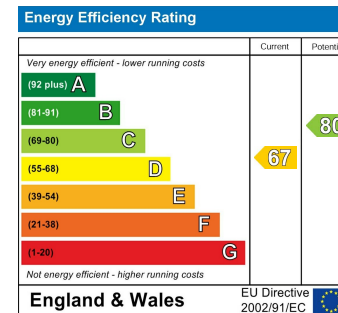 Energy Efficiency Rating
Current Potenti
Very energy efficient - lower running costs
(92 plus) A
(81-91) B
(69-80) C
(55-68) D
(39-54) E
(21-38) F
(1-20) G
67
80
Not energy efficient - higher running costs
England & Wales
EU Directive
2002/91/EC